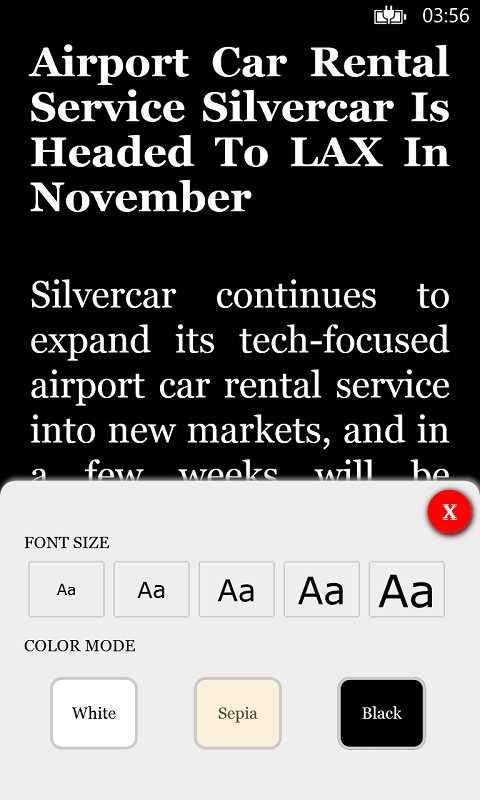 03:56
Airport Car Rental
Service Silvercar Is
Headed To LAX In
November
Silvercar continues to
expand its tech-focused
airport car rental service
into new markets, and in
a few weeks will be
X
FONT SIZE
Aa Aa Aa Aa Aa
COLOR MODE
White Sepia Black